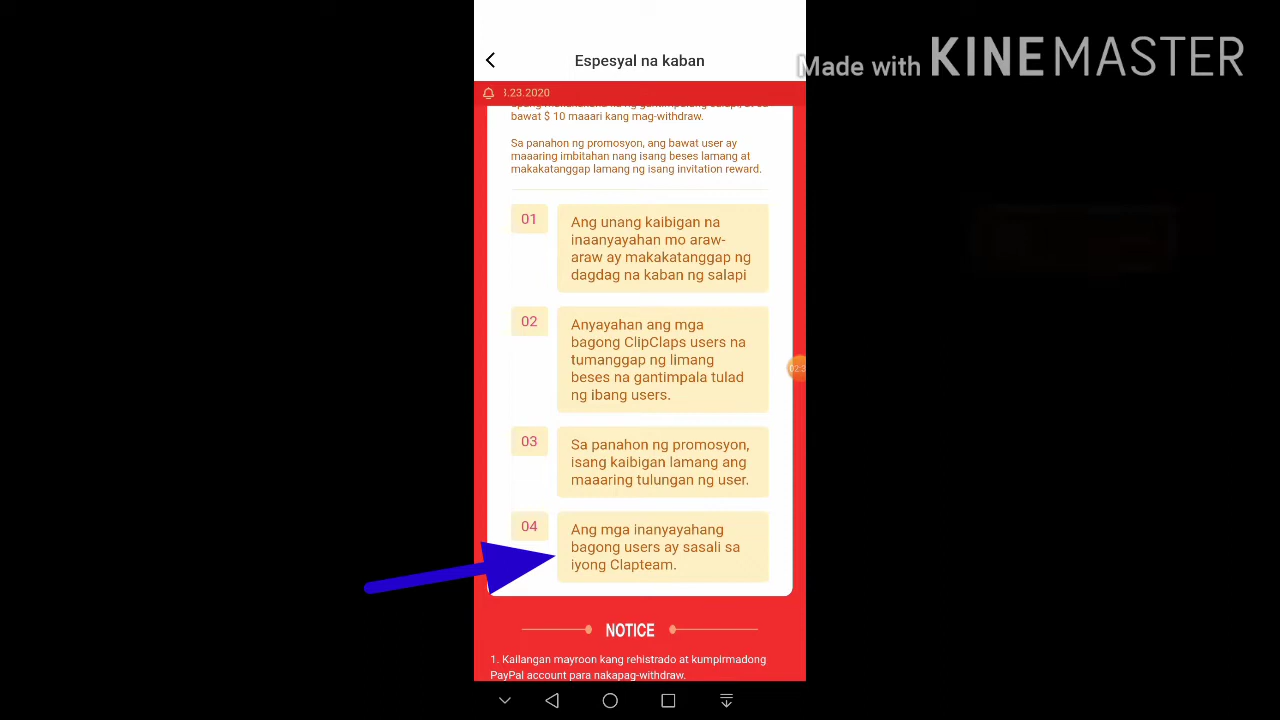 Made with KINEMASTER
Espesyal na kaban
.23.2020
bawat $ 10 maaari kang mag-withdraw.
Sa panahon ng promosyon, ang bawat user ay
maaaring imbitahan nang isang beses lamang at
makakatanggap lamang ng isang invitation reward.
01
Ang unang kaibigan na
inaanyayahan mo araw-
araw ay makakatanggap ng
dagdag na kaban ng salapi
02
Anyayahan ang mga
bagong ClipClaps users na
tumanggap ng limang
beses na gantimpala tulad
ng ibang users.
03
Sa panahon ng promosyon,
isang kaibigan lamang ang
maaaring tulungan ng user.
04
Ang mga inanyayahang
bagong users ay sasali sa
iyong Clapteam.
NOTICE
1. Kailangan mayroon kang rehistrado at kumpirmadong
PayPal account para nakapag-withdraw.